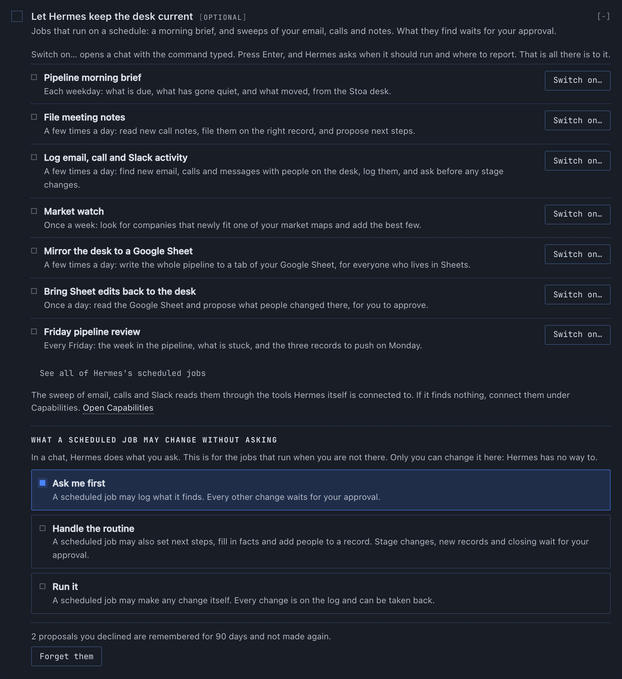 Let Hermes keep the desk current [OPTIONAL] [-]
Jobs that run on a schedule: a morning brief, and sweeps of your email, calls and notes. What they find waits for your approval.
Switch on… opens a chat with the command typed. Press Enter, and Hermes asks when it should run and where to report. That is all there is to it.
Pipeline morning brief
Each weekday: what is due, what has gone quiet, and what moved, from the Stoa desk.
Switch on…
File meeting notes
A few times a day: read new call notes, file them on the right record, and propose next steps.
Switch on…
Log email, call and Slack activity
A few times a day: find new email, calls and messages with people on the desk, log them, and ask before any stage
changes.
Switch on…
Market watch
Once a week: look for companies that newly fit one of your market maps and add the best few.
Switch on…
Mirror the desk to a Google Sheet
A few times a day: write the whole pipeline to a tab of your Google Sheet, for everyone who lives in Sheets.
Switch on…
Bring Sheet edits back to the desk
Once a day: read the Google Sheet and propose what people changed there, for you to approve.
Switch on…
Friday pipeline review
Every Friday: the week in the pipeline, what is stuck, and the three records to push on Monday.
Switch on…
See all of Hermes's scheduled jobs
The sweep of email, calls and Slack reads them through the tools Hermes itself is connected to. If it finds nothing, connect them under
Capabilities. Open Capabilities
WHAT A SCHEDULED JOB MAY CHANGE WITHOUT ASKING
In a chat, Hermes does what you ask. This is for the jobs that run when you are not there. Only you can change it here: Hermes has no way to.
Ask me first
A scheduled job may log what it finds. Every other change waits for your approval.
Handle the routine
A scheduled job may also set next steps, fill in facts and add people to a record. Stage changes, new records and closing wait for your
approval.
Run it
A scheduled job may make any change itself. Every change is on the log and can be taken back.
2 proposals you declined are remembered for 90 days and not made again.
Forget them